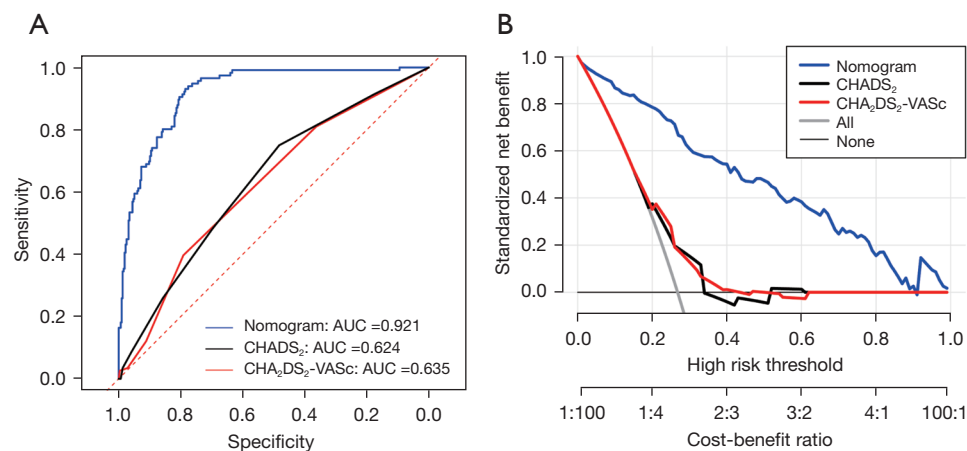 A
1.0
0.8
0.6
0.4
0.2
0.0
Sensitivity
Nomogram: AUC =0.921
CHADS₂: AUC =0.624
CHA₂DS₂-VASc: AUC =0.635
1.0 0.8 0.6 0.4 0.2 0.0
Specificity
B
1.0
0.8
0.6
0.4
0.2
0.0
Standardized net benefit
Nomogram
CHADS₂
CHA₂DS₂-VASc
All
None
0.0 0.2 0.4 0.6 0.8 1.0
High risk threshold
1:100 1:4 2:3 3:2 4:1 100:1
Cost-benefit ratio